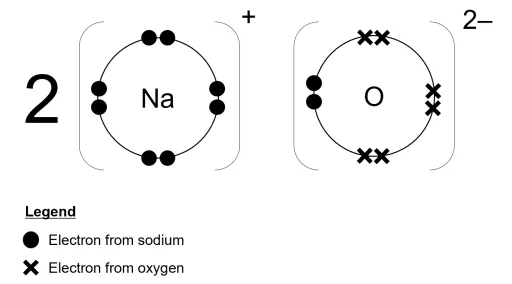 2 Na + O 2–
Legend
Electron from sodium
Electron from oxygen